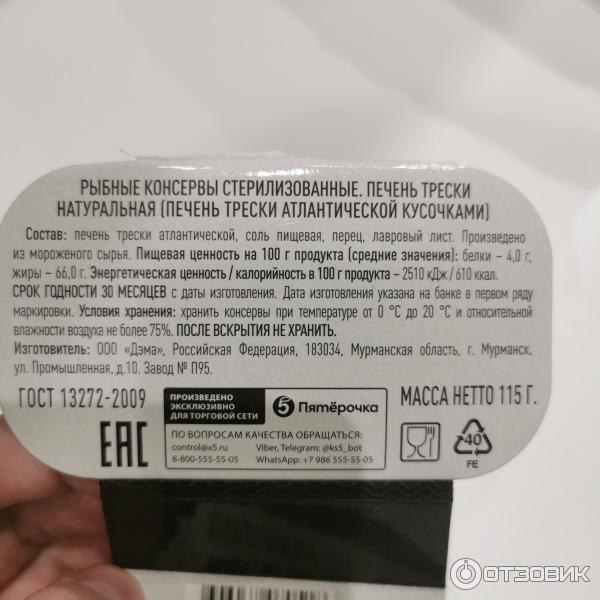 РЫБНЫЕ КОНСЕРВЫ СТЕРИЛИЗОВАННЫЕ. ПЕЧЕНЬ ТРЕСКИ
НАТУРАЛЬНАЯ (ПЕЧЕНЬ ТРЕСКИ АТЛАНТИЧЕСКОЙ КУСОЧКАМИ)
Состав: печень трески атлантической, соль пищевая, перец, лавровый лист. Произведено
из мороженого сырья. Пищевая ценность на 100 г продукта (средние значения): белки – 4,0 г,
жиры – 66,0 г. Энергетическая ценность / калорийность в 100 г продукта – 2510 кДж / 610 ккал.
СРОК ГОДНОСТИ 30 МЕСЯЦЕВ с даты изготовления. Дата изготовления указана на банке в первом ряду
маркировки. Условия хранения: хранить консервы при температуре от 0 °С до 20 °С и относительной
влажности воздуха не более 75%. ПОСЛЕ ВСКРЫТИЯ НЕ ХРАНИТЬ.
Изготовитель: ООО «Дэма», Российская Федерация, 183034, Мурманская область, г. Мурманск,
ул. Промышленная, д.10. Завод № П95.
ГОСТ 13272-2009
ПРОИЗВЕДЕНО
ЭКСКЛЮЗИВНО
ДЛЯ ТОРГОВОЙ СЕТИ
5 Пятёрочка
МАССА НЕТТО 115 Г.
ЕАС
ПО ВОПРОСАМ КАЧЕСТВА ОБРАЩАТЬСЯ:
control@x5.ru
Viber, Telegram: @ks5_bot
8-800-555-55-05
WhatsApp: +7 986 555-55-05
40
FE
ОТЗОВИК